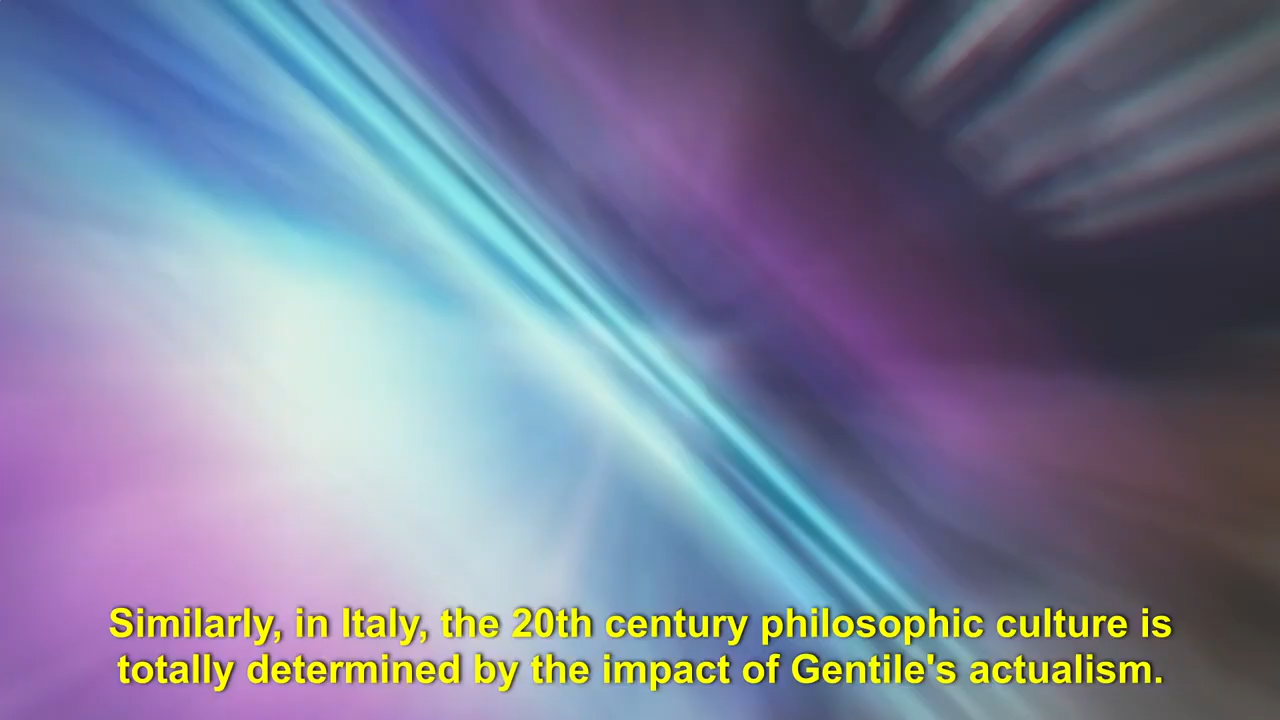 Similarly, in Italy, the 20th century philosophic culture is
totally determined by the impact of Gentile's actualism.